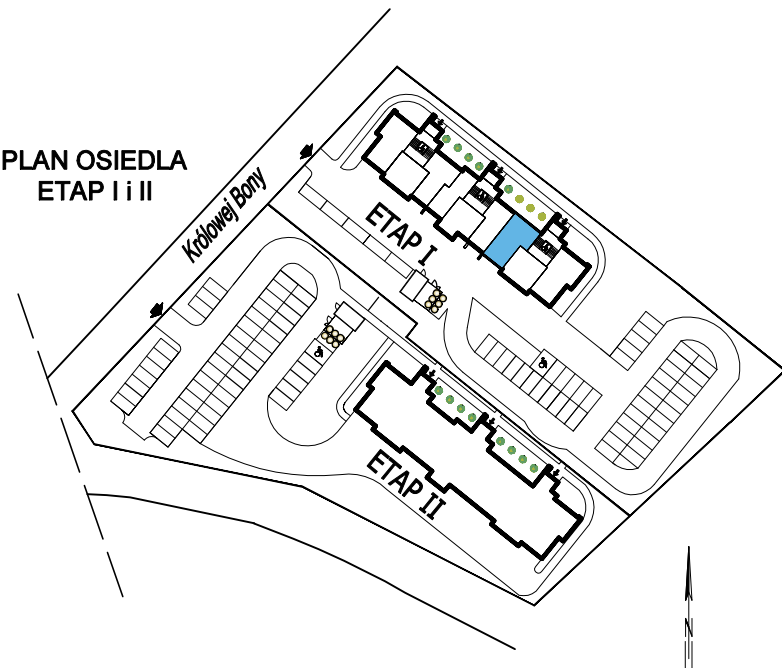 PLAN OSIEDLA
ETAP I i II
Królowej Bony
ETAP I
ETAP II
N